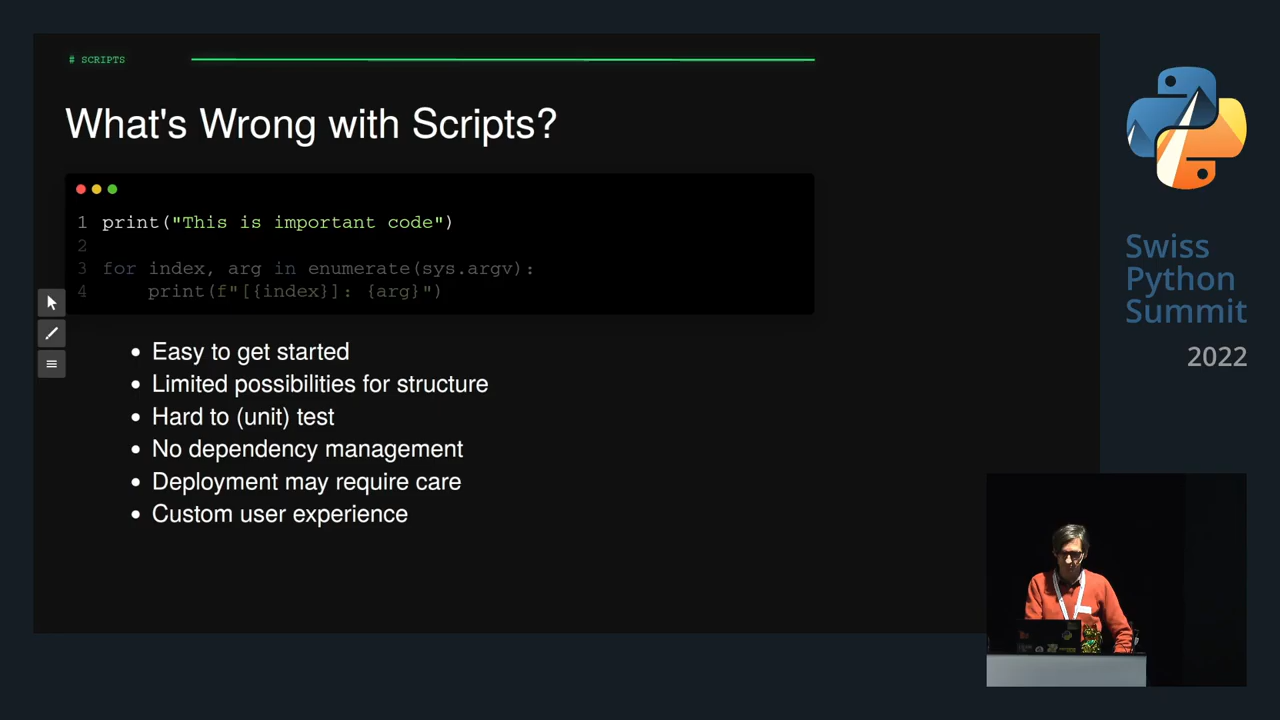 # SCRIPTS
What's Wrong with Scripts?
1 print("This is important code")
2
3 for index, arg in enumerate(sys.argv):
4     print(f"[{index}]: {arg}")
• Easy to get started
• Limited possibilities for structure
• Hard to (unit) test
• No dependency management
• Deployment may require care
• Custom user experience
Swiss
Python
Summit
2022